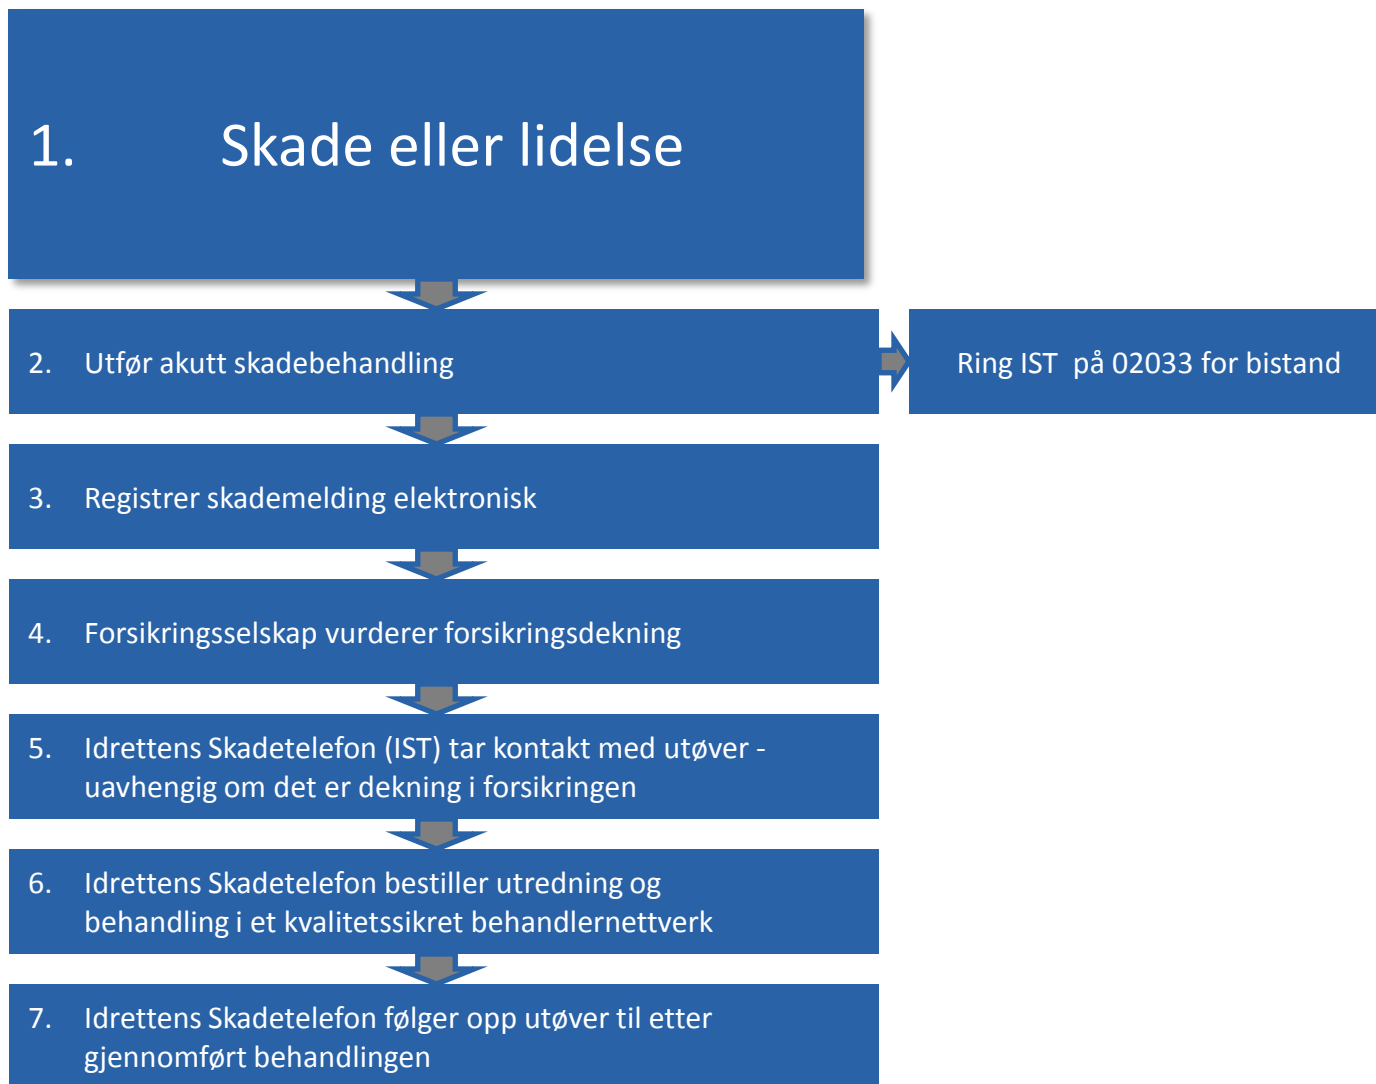 1. Skade eller lidelse
2. Utfør akutt skadebehandling
Ring IST på 02033 for bistand
3. Registrer skademelding elektronisk
4. Forsikringsselskap vurderer forsikringsdekning
5. Idrettens Skadetelefon (IST) tar kontakt med utøver -
uavhengig om det er dekning i forsikringen
6. Idrettens Skadetelefon bestiller utredning og
behandling i et kvalitetssikret behandlernettverk
7. Idrettens Skadetelefon følger opp utøver til etter
gjennomført behandlingen